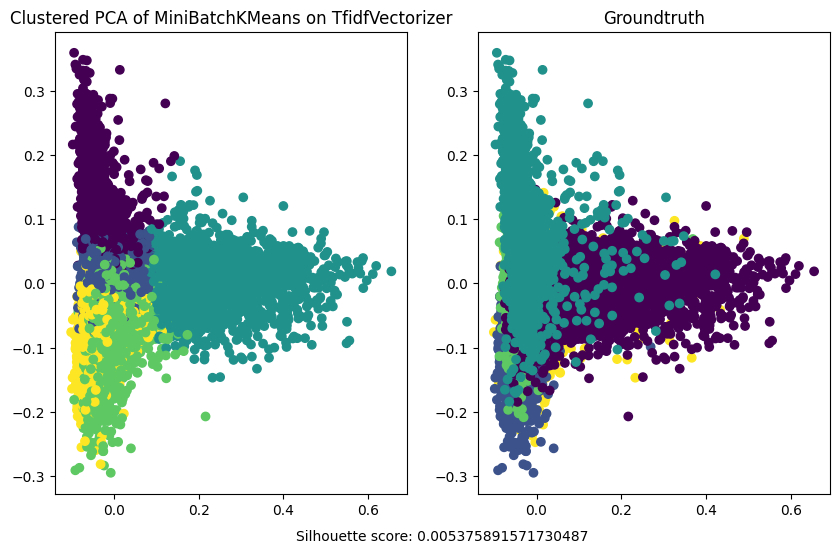 Clustered PCA of MiniBatchKMeans on TfidfVectorizer
Groundtruth
0.3
0.2
0.1
0.0
−0.1
−0.2
−0.3
0.0 0.2 0.4 0.6
0.3
0.2
0.1
0.0
−0.1
−0.2
−0.3
0.0 0.2 0.4 0.6
Silhouette score: 0.005375891571730487